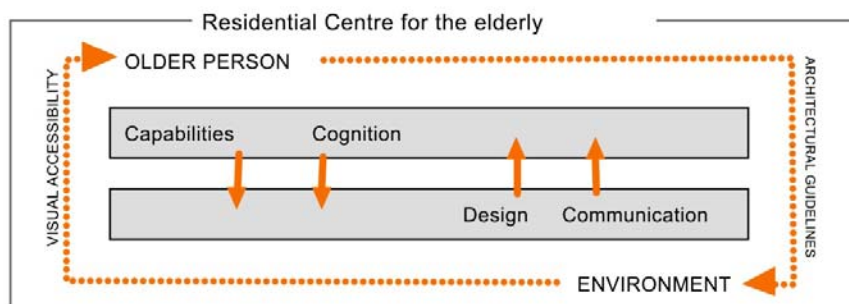 Residential Centre for the elderly
OLDER PERSON
VISUAL ACCESSIBILITY
ARCHITECTURAL GUIDELINES
Capabilities Cognition
Design Communication
ENVIRONMENT